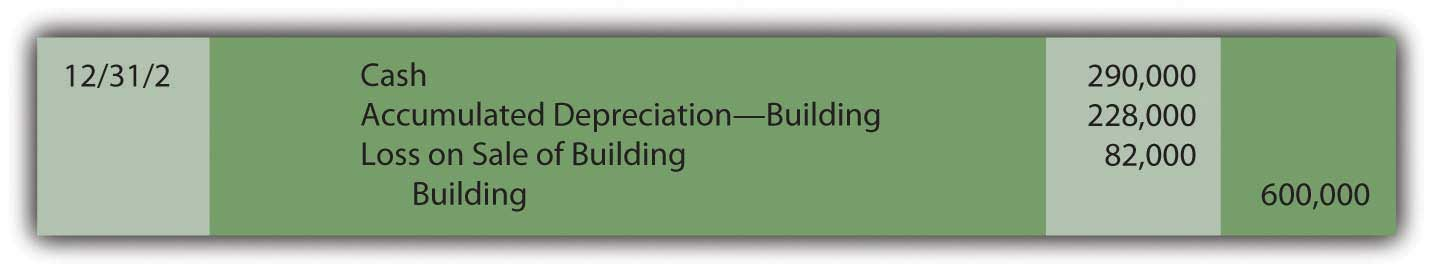 12/31/2 Cash 290,000
Accumulated Depreciation—Building 228,000
Loss on Sale of Building 82,000
Building 600,000